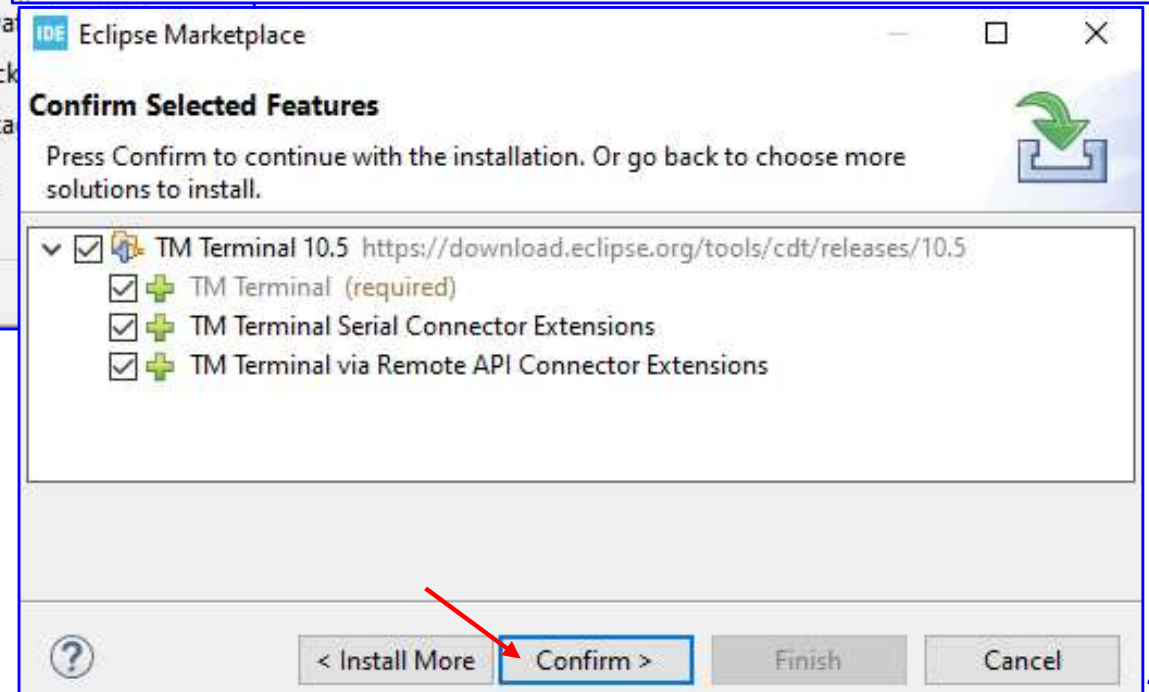 IDE Eclipse Marketplace
Confirm Selected Features
Press Confirm to continue with the installation. Or go back to choose more
solutions to install.
TM Terminal 10.5 https://download.eclipse.org/tools/cdt/releases/10.5
TM Terminal (required)
TM Terminal Serial Connector Extensions
TM Terminal via Remote API Connector Extensions
? < Install More Confirm > Finish Cancel